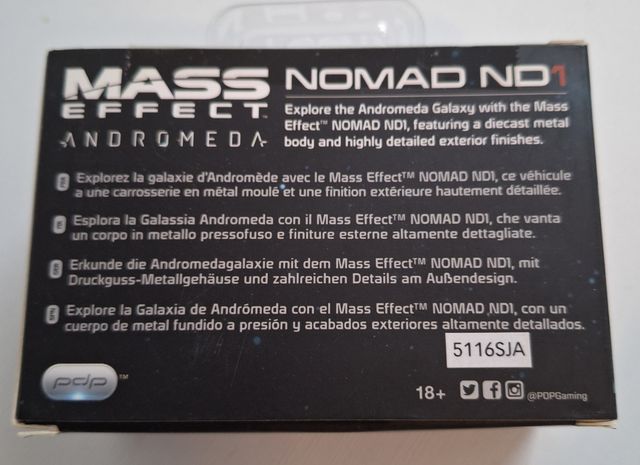 MASS
EFFECT™
ANDROMEDA
NOMAD ND1
Explore the Andromeda Galaxy with the Mass
Effect™ NOMAD ND1, featuring a diecast metal
body and highly detailed exterior finishes.
Explorez la galaxie d'Andromède avec le Mass Effect™ NOMAD ND1, ce véhicule
a une carrosserie en métal moulé et une finition extérieure hautement détaillée.
Esplora la Galassia Andromeda con il Mass Effect™ NOMAD ND1, che vanta
un corpo in metallo pressofuso e finiture esterne altamente dettagliate.
Erkunde die Andromedagalaxie mit dem Mass Effect™ NOMAD ND1, mit
Druckguss-Metallgehäuse und zahlreichen Details am Außendesign.
Explore la Galaxia de Andrómeda con el Mass Effect™ NOMAD ND1, con un
cuerpo de metal fundido a presión y acabados exteriores altamente detallados.
5116SJA
pdp™
18+
@PDPGaming